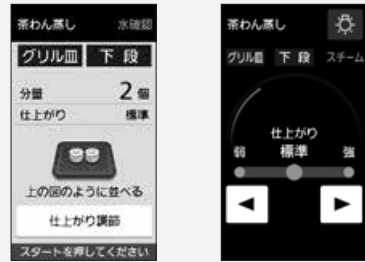 茶わん蒸し 水確認
グリル皿 下段
分量 2個
仕上がり 標準
上の図のように並べる
仕上がり調節
スタートを押してください
茶わん蒸し
グリル皿 下段 スチーム
仕上がり
弱 標準 強